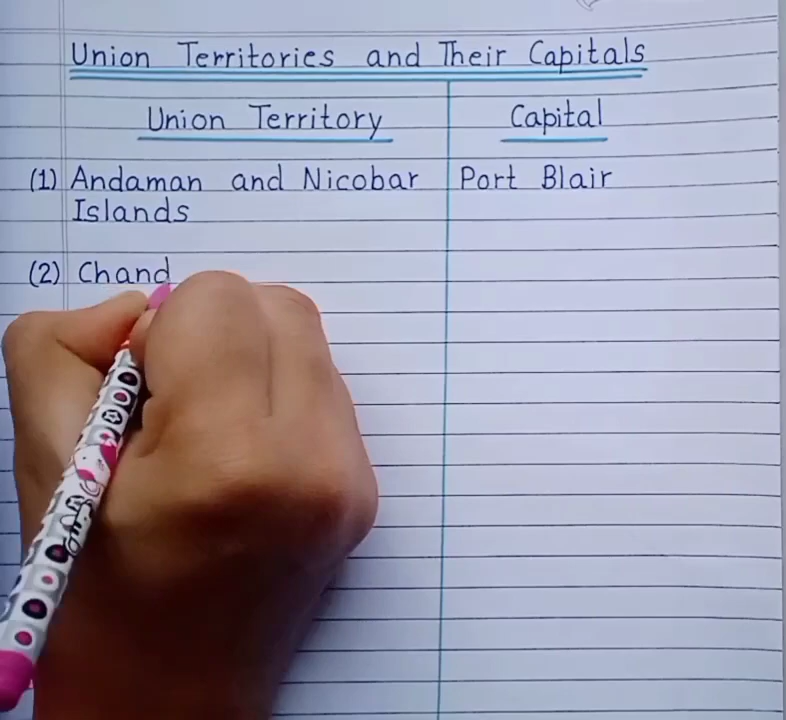 Union Territories and Their Capitals
Union Territory Capital
(1) Andaman and Nicobar Port Blair
Islands
(2) Chand